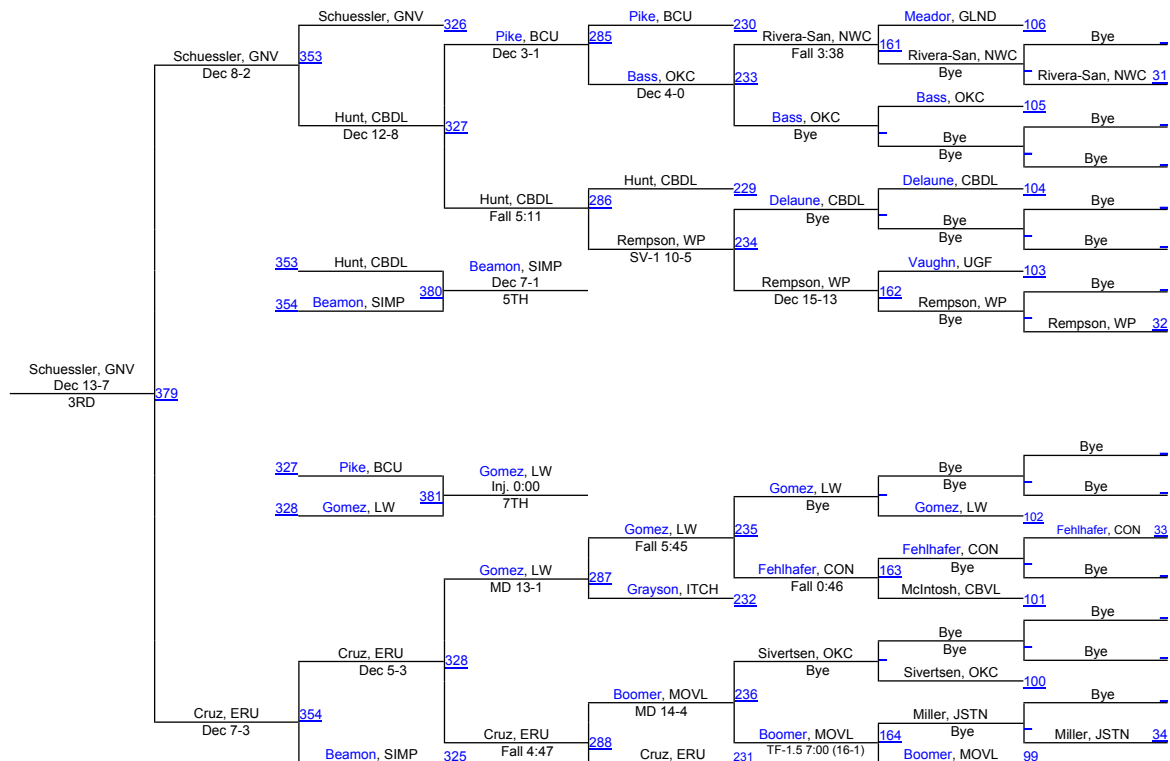 Schuessler, GNV 326
Pike, BCU 230
Meador, GLND 106
Pike, BCU 285
Dec 3-1
Rivera-San, NWC 161
Fall 3:38
Bye
Schuessler, GNV 353
Dec 8-2
Rivera-San, NWC
Bye
Bass, OKC 233
Dec 4-0
Rivera-San, NWC 31
Bass, OKC 105
Hunt, CBDL 327
Dec 12-8
Bass, OKC
Bye
Bye
Bye
Bye
Bye
Hunt, CBDL 229
Delaune, CBDL 104
Hunt, CBDL 286
Fall 5:11
Delaune, CBDL
Bye
Bye
Bye
Bye
Bye
Rempson, WP 234
SV-1 10-5
353 Hunt, CBDL
Beamon, SIMP
Dec 7-1
5TH
Vaughn, UGF 103
380
Rempson, WP 162
Dec 15-13
Bye
354 Beamon, SIMP
Rempson, WP
Bye
Rempson, WP 32
Schuessler, GNV
Dec 13-7
3RD
379
Bye
327 Pike, BCU
Gomez, LW
Inj. 0:00
7TH
Bye
Bye
381
Gomez, LW
Bye
Bye
328 Gomez, LW
Gomez, LW 102
Gomez, LW 235
Fall 5:45
Fehlhafer, CON 33
Fehlhafer, CON 163
Bye
Gomez, LW 287
MD 13-1
Fehlhafer, CON
Fall 0:46
Bye
Grayson, ITCH 232
McIntosh, CBVL 101
Bye
Bye
Bye
Cruz, ERU 328
Dec 5-3
Sivertsen, OKC
Bye
Bye
Sivertsen, OKC 100
Boomer, MOVL 236
MD 14-4
Bye
Cruz, ERU 354
Dec 7-3
Miller, JSTN
Bye
Cruz, ERU 288
Fall 4:47
Boomer, MOVL 164
TF-1.5 7:00 (16-1)
Miller, JSTN 34
Beamon, SIMP 325
Cruz, ERU 231
Boomer, MOVL 99